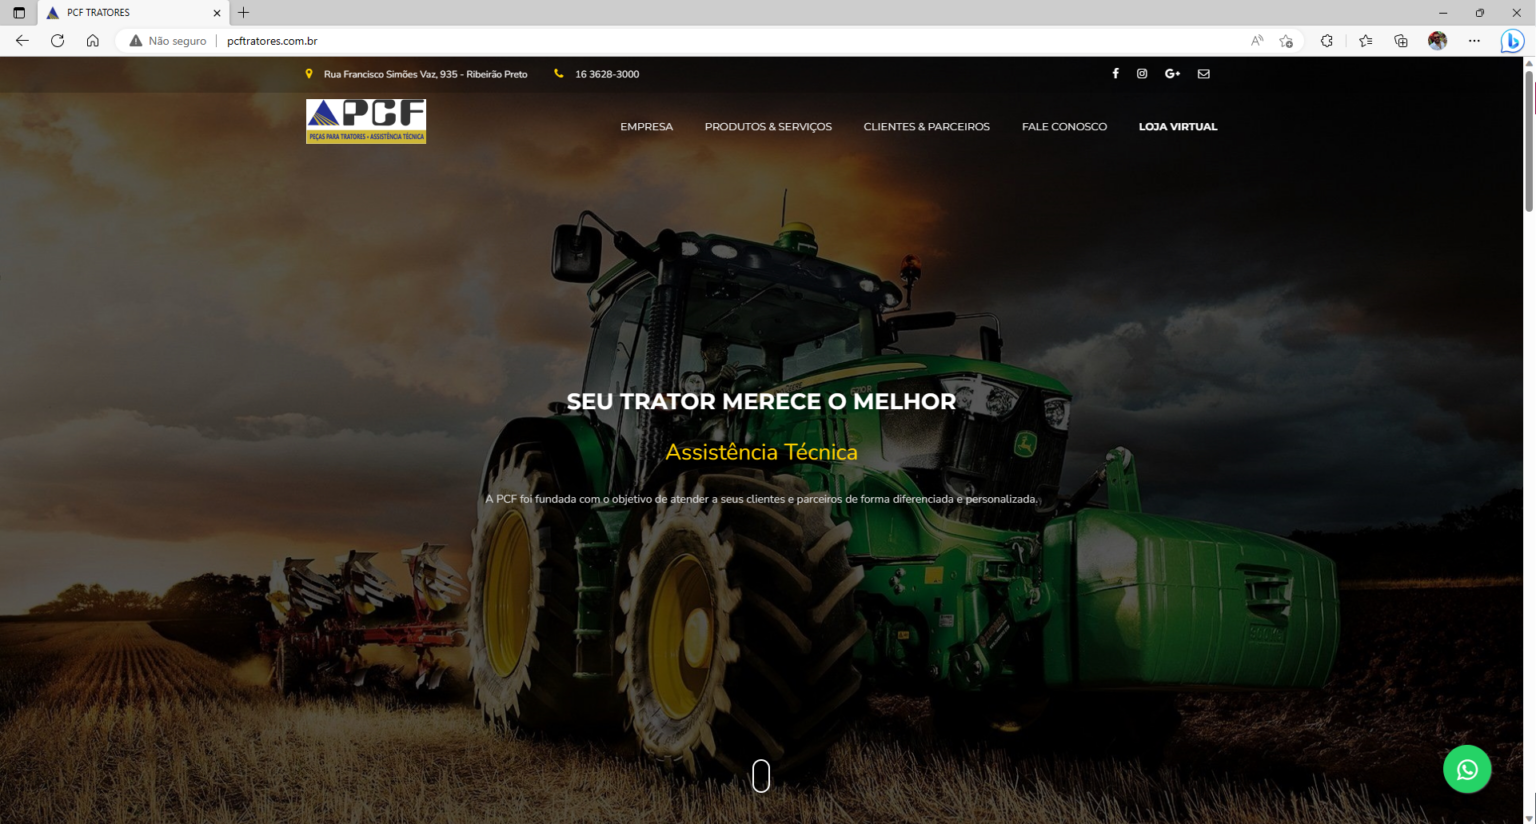 PCF TRATORES
Não seguro
pcftratores.com.br
Rua Francisco Simões Vaz, 935 - Ribeirão Preto
16 3628-3000
PCF
PEÇAS PARA TRATORES - ASSISTÊNCIA TÉCNICA
EMPRESA
PRODUTOS & SERVIÇOS
CLIENTES & PARCEIROS
FALE CONOSCO
LOJA VIRTUAL
SEU TRATOR MERECE O MELHOR
Assistência Técnica
A PCF foi fundada com o objetivo de atender a seus clientes e parceiros de forma diferenciada e personalizada.